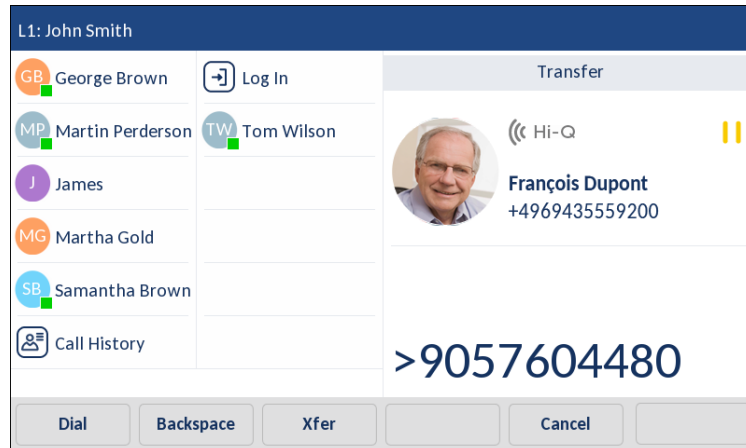 L1: John Smith
GB George Brown
MP Martin Perderson
J James
MG Martha Gold
SB Samantha Brown
Call History
Log In
TW Tom Wilson
Transfer
Hi-Q
François Dupont
+4969435559200
>9057604480
Dial Backspace Xfer Cancel